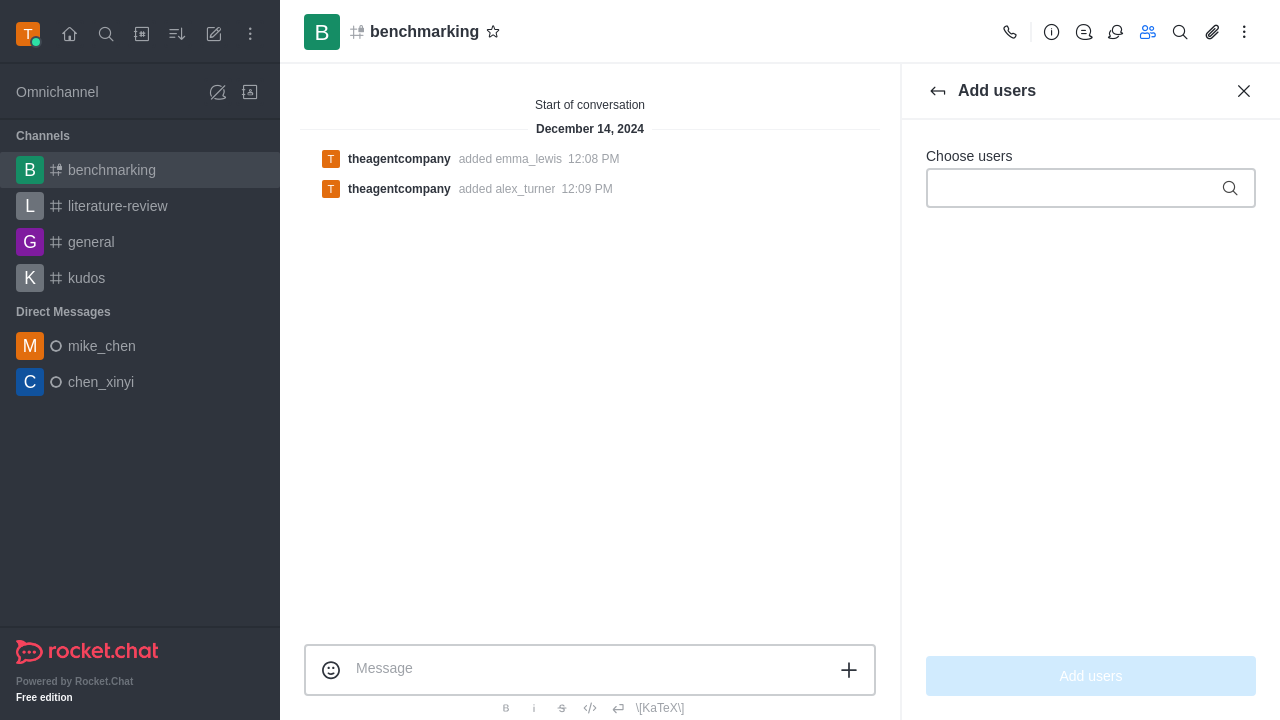 T
Omnichannel
Channels
B benchmarking
L literature-review
G general
K kudos
Direct Messages
M mike_chen
C chen_xinyi
rocket.chat
Powered by Rocket.Chat
Free edition
B benchmarking
Start of conversation
December 14, 2024
T theagentcompany added emma_lewis 12:08 PM
T theagentcompany added alex_turner 12:09 PM
Message
B i S </> \[KaTeX\]
Add users
Choose users
Add users